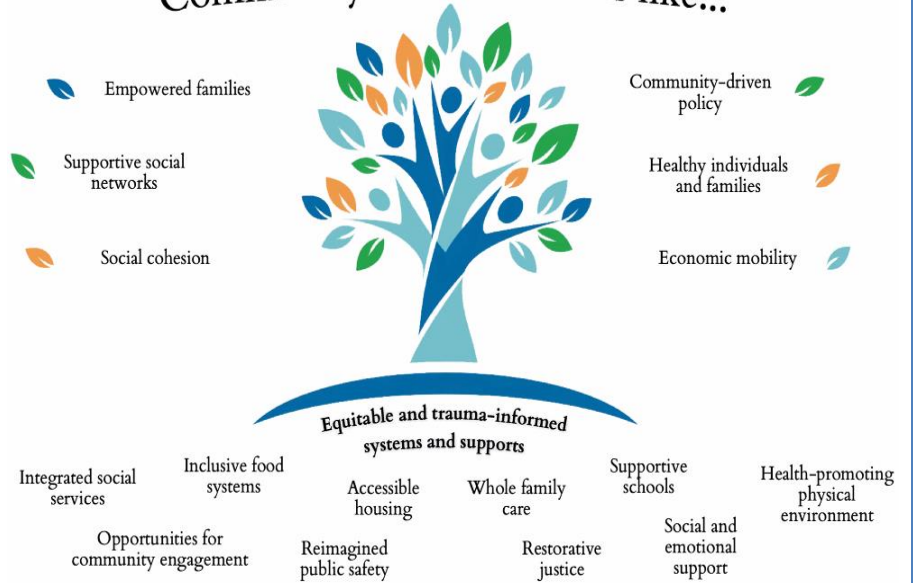 like...
Empowered families
Supportive social
networks
Social cohesion
Community-driven
policy
Healthy individuals
and families
Economic mobility
Equitable and trauma-informed
systems and supports
Integrated social
services
Inclusive food
systems
Accessible
housing
Whole family
care
Supportive
schools
Health-promoting
physical
environment
Opportunities for
community engagement
Reimagined
public safety
Restorative
justice
Social and
emotional
support